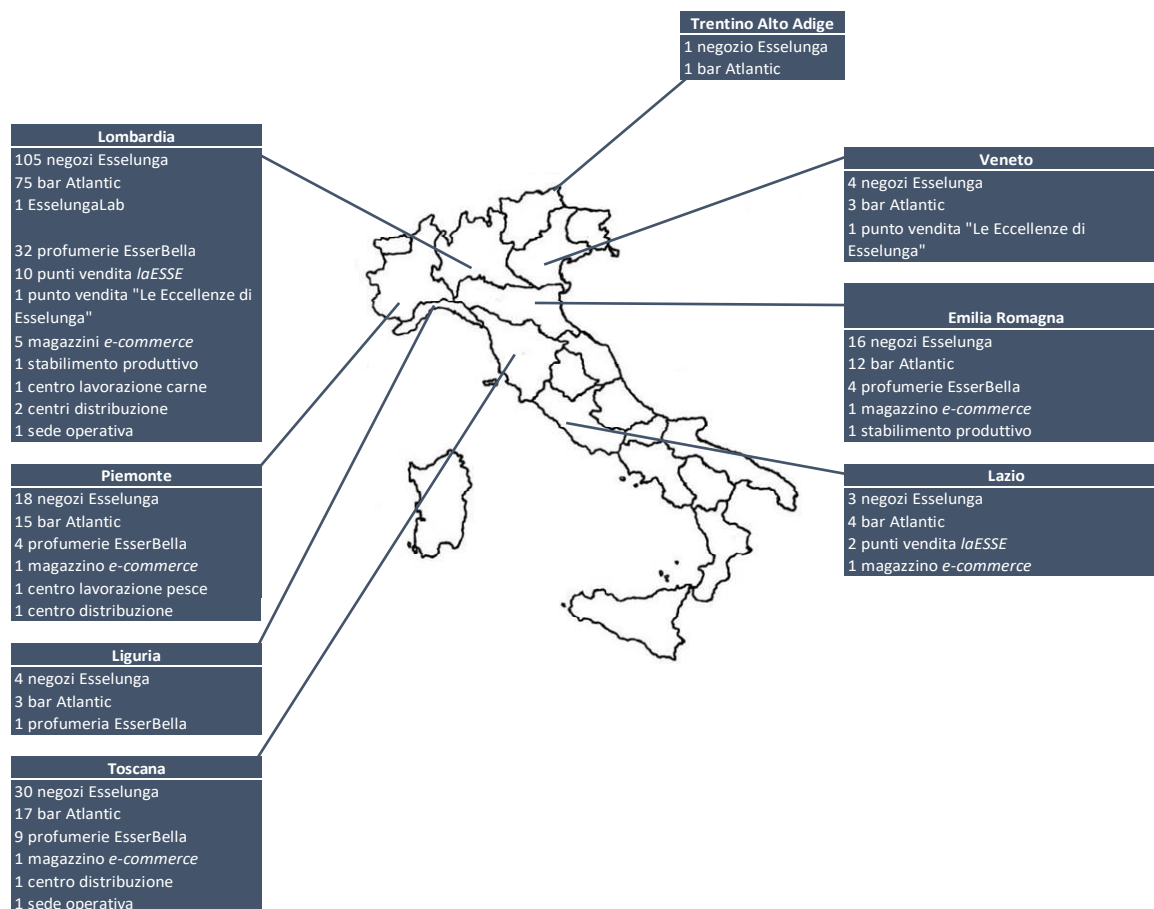 Trentino Alto Adige
1 negozio Esselunga
1 bar Atlantic
Lombardia
105 negozi Esselunga
75 bar Atlantic
1 EsselungaLab
32 profumerie EsserBella
10 punti vendita laESSE
1 punto vendita "Le Eccellenze di
Esselunga"
5 magazzini e-commerce
1 stabilimento produttivo
1 centro lavorazione carne
2 centri distribuzione
1 sede operativa
Veneto
4 negozi Esselunga
3 bar Atlantic
1 punto vendita "Le Eccellenze di
Esselunga"
Emilia Romagna
16 negozi Esselunga
12 bar Atlantic
4 profumerie EsserBella
1 magazzino e-commerce
1 stabilimento produttivo
Piemonte
18 negozi Esselunga
15 bar Atlantic
4 profumerie EsserBella
1 magazzino e-commerce
1 centro lavorazione pesce
1 centro distribuzione
Lazio
3 negozi Esselunga
4 bar Atlantic
2 punti vendita laESSE
1 magazzino e-commerce
Liguria
4 negozi Esselunga
3 bar Atlantic
1 profumeria EsserBella
Toscana
30 negozi Esselunga
17 bar Atlantic
9 profumerie EsserBella
1 magazzino e-commerce
1 centro distribuzione
1 sede operativa